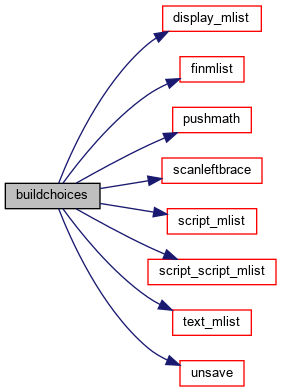 display_mlist
finmlist
pushmath
scanleftbrace
buildchoices
script_mlist
script_script_mlist
text_mlist
unsave